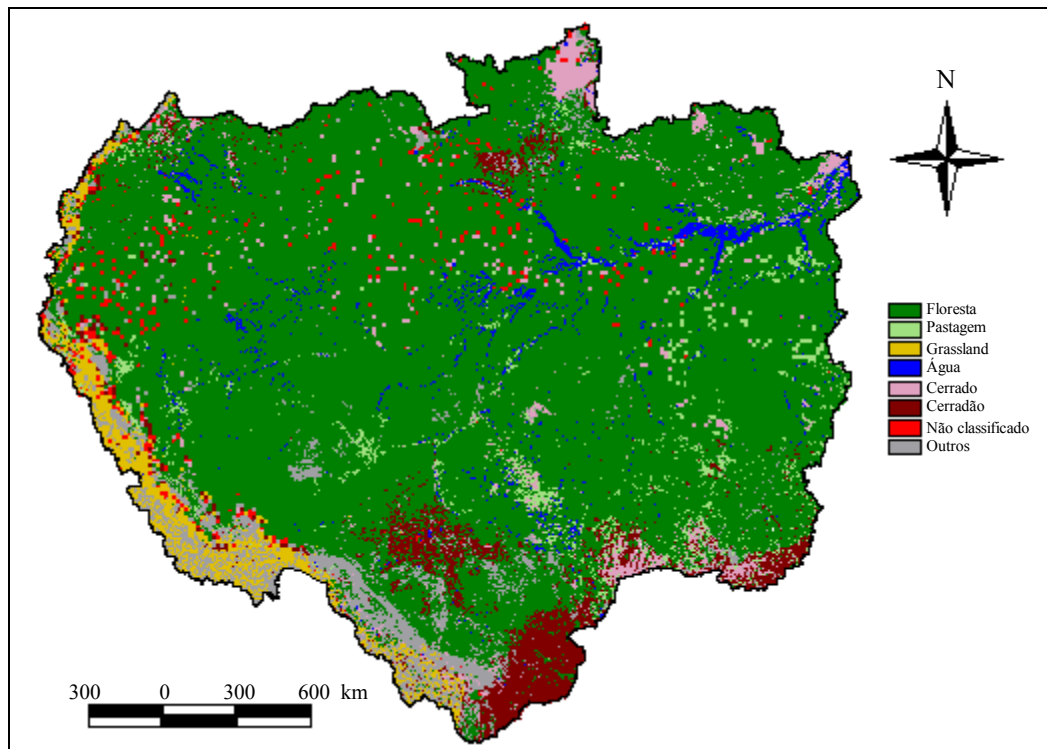 N
Floresta
Pastagem
Grassland
Água
Cerrado
Cerradão
Não classificado
Outros
300 0 300 600 km